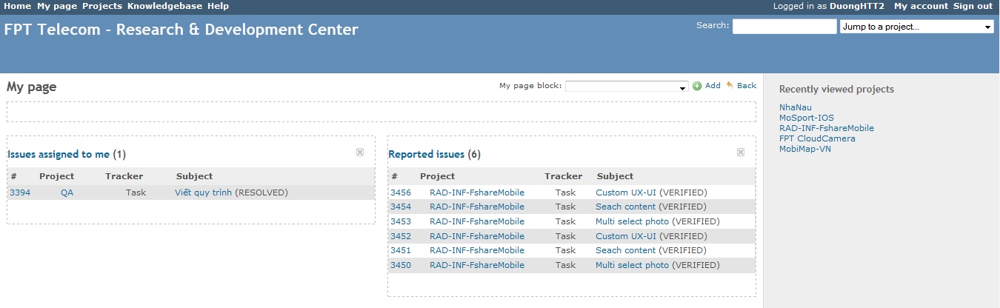 Home My page Projects Knowledgebase Help
Logged in as DuongHTT2 My account Sign out
FPT Telecom - Research & Development Center
Search:
Jump to a project...
My page
My page block:
Add
Back
Issues assigned to me (1)
# Project Tracker Subject
3394 QA Task Viết quy trình (RESOLVED)
Reported issues (6)
# Project Tracker Subject
3456 RAD-INF-FshareMobile Task Custom UX-UI (VERIFIED)
3454 RAD-INF-FshareMobile Task Seach content (VERIFIED)
3453 RAD-INF-FshareMobile Task Multi select photo (VERIFIED)
3452 RAD-INF-FshareMobile Task Custom UX-UI (VERIFIED)
3451 RAD-INF-FshareMobile Task Seach content (VERIFIED)
3450 RAD-INF-FshareMobile Task Multi select photo (VERIFIED)
Recently viewed projects
NhaNau
MoSport-IOS
RAD-INF-FshareMobile
FPT CloudCamera
MobiMap-VN